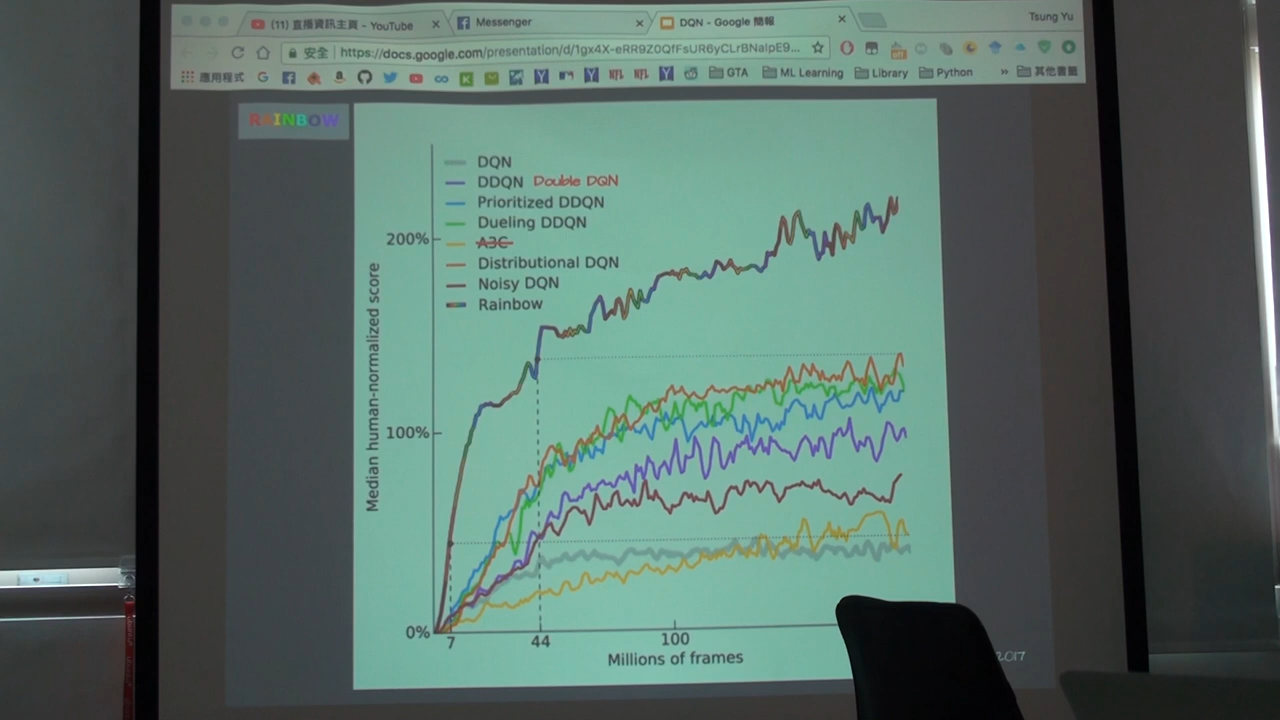 (11) 直播資訊主頁 - YouTube
Messenger
DQN - Google 簡報
Tsung Yu
安全 https://docs.google.com/presentation/d/1gx4X-eRR9Z0QfFsUR6yCLrBNaIpE9...
應用程式 GTA ML Learning Library Python » 其他書籤
RAINBOW
DQN
DDQN Double DQN
Prioritized DDQN
Dueling DDQN
A3C
Distributional DQN
Noisy DQN
Rainbow
200%
100%
0%
Median human-normalized score
7 44 100
Millions of frames
2017